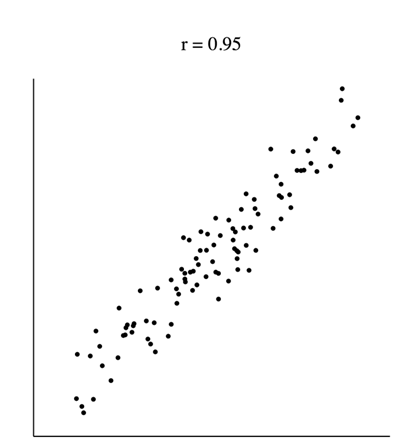 r = 0.95